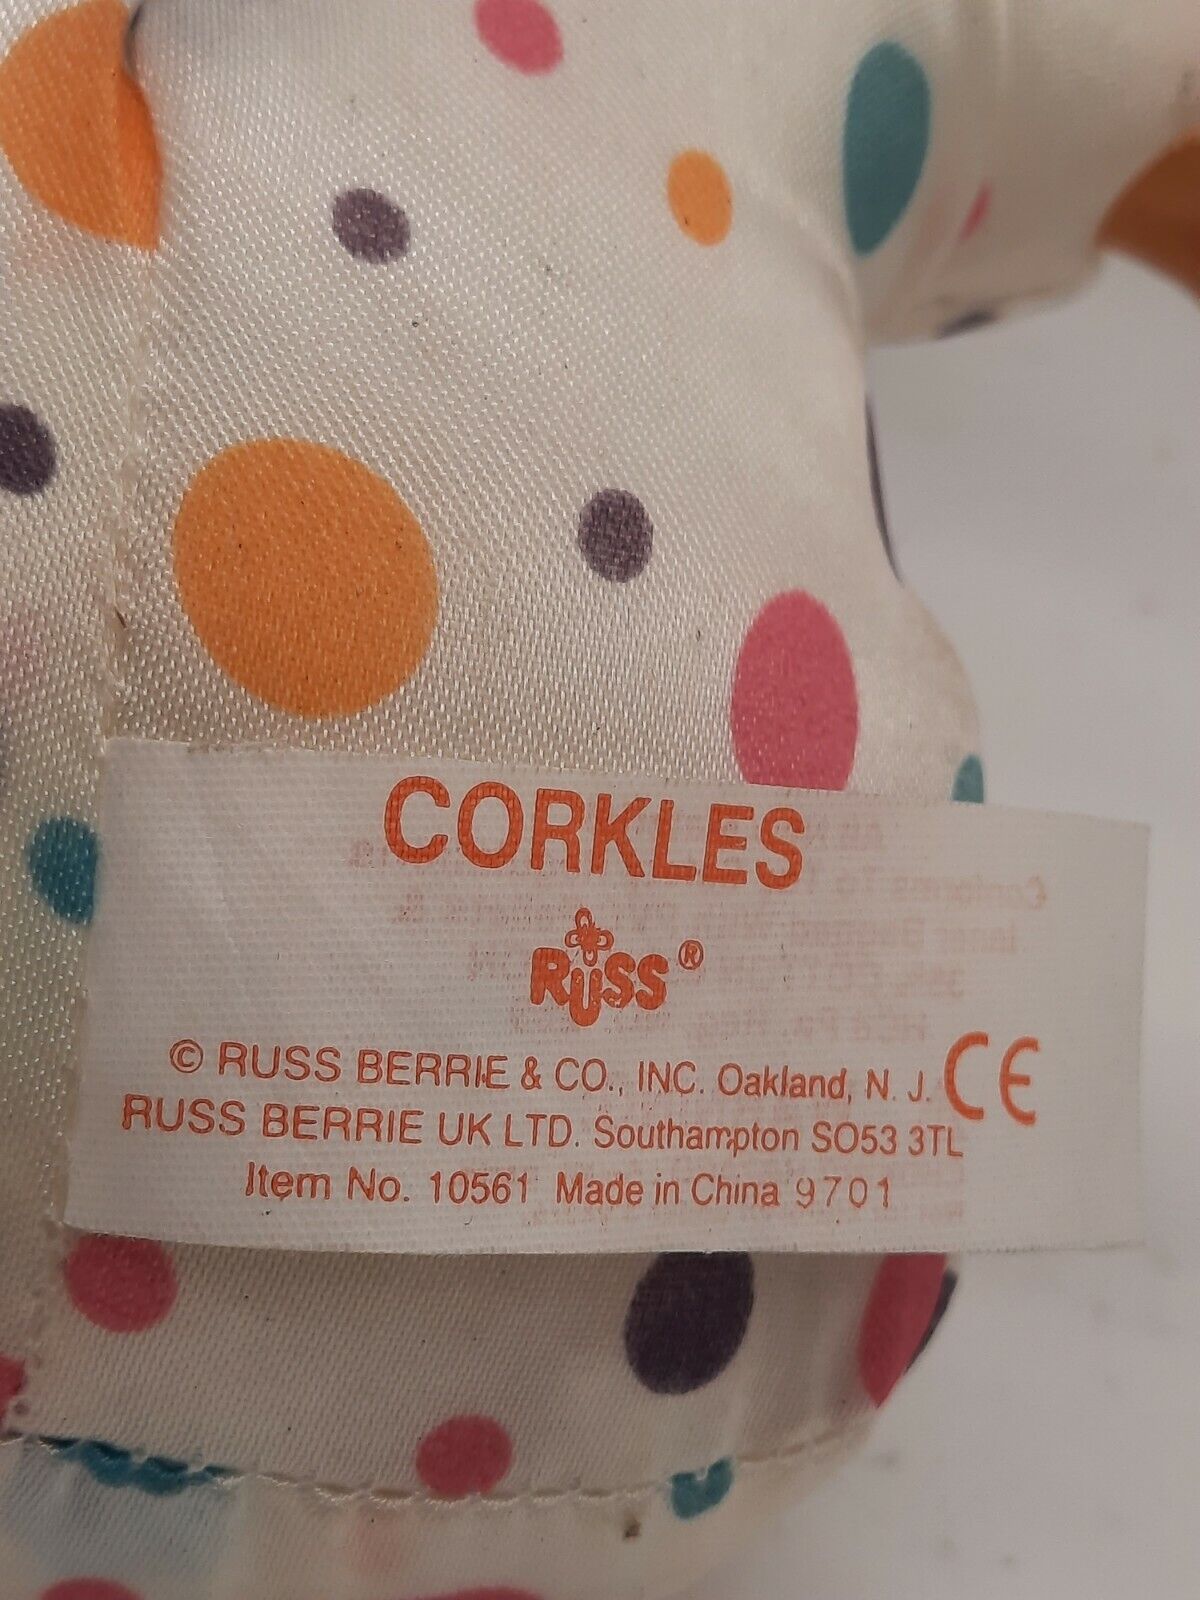 CORKLES
RUSS®
© RUSS BERRIE & CO., INC. Oakland, N. J. CE
RUSS BERRIE UK LTD. Southampton SO53 3TL
Item No. 10561 Made in China 9701